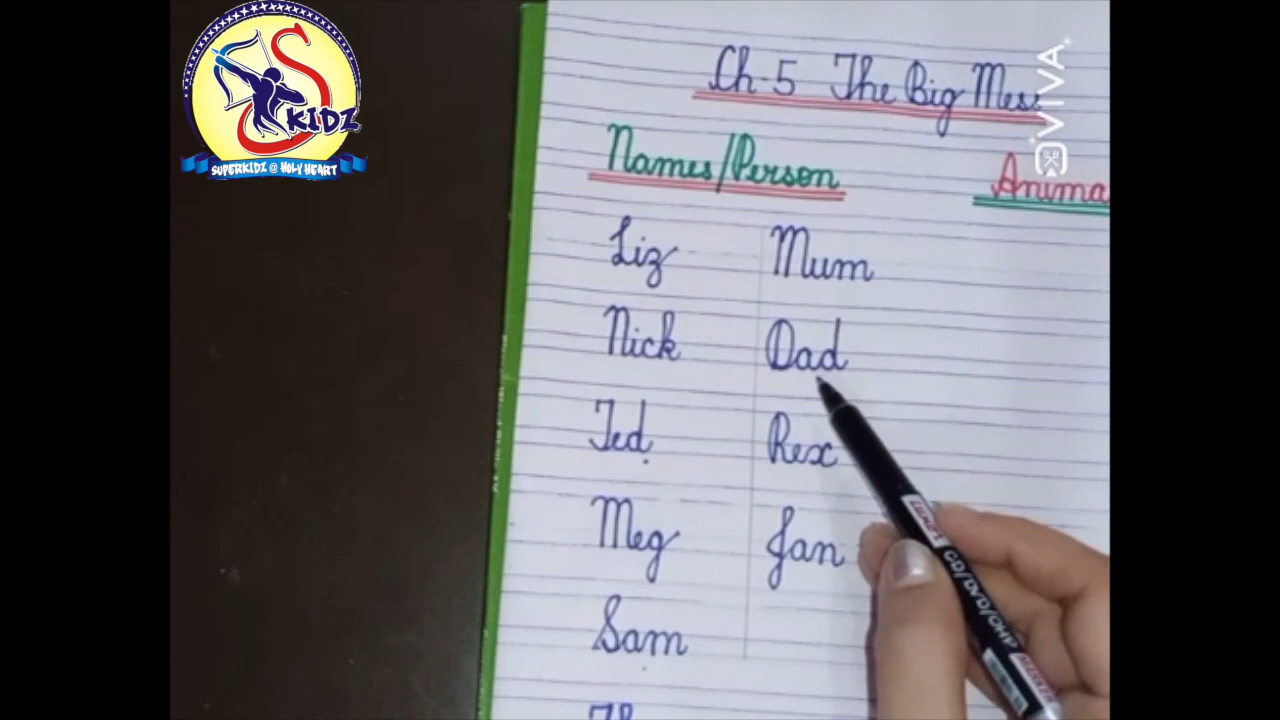 S
KIDZ
SUPERKIDZ @ HOLY HEART
VIVA
Ch-5 The Big Mess
Names/Person
Anima
Liz Mum
Nick Dad
Ted Rex
Meg Jan
Sam